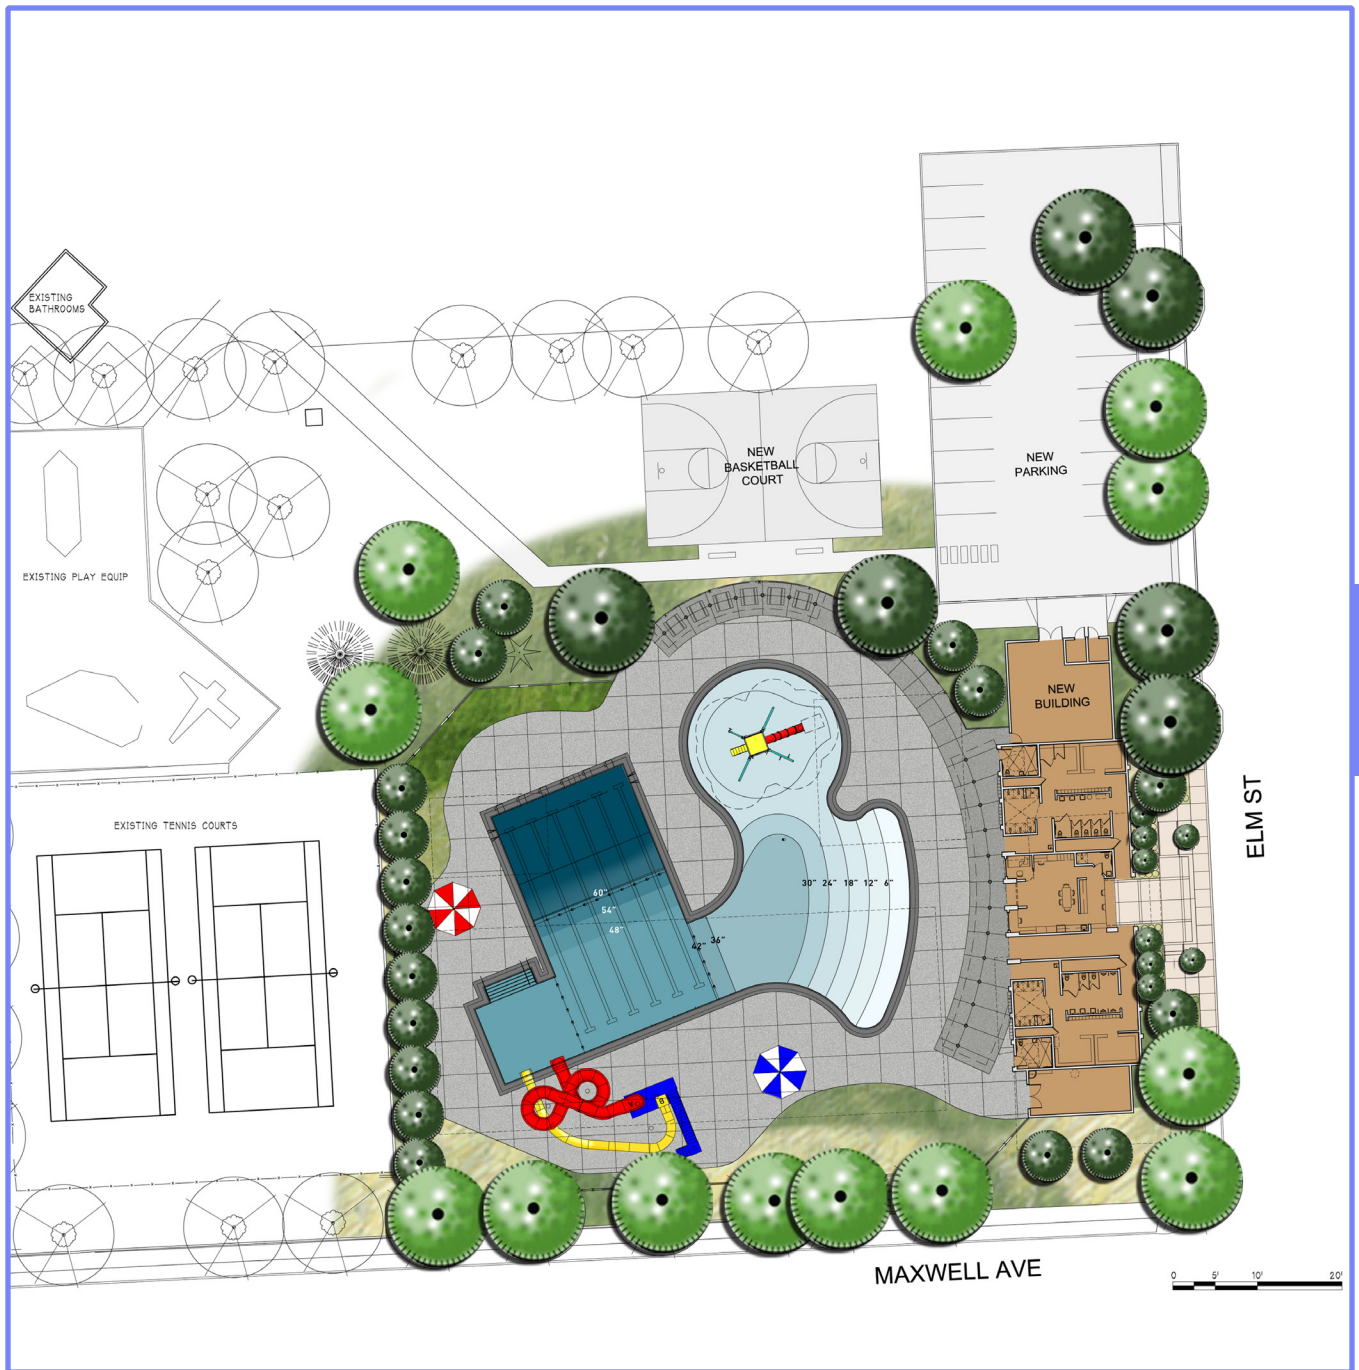 EXISTING
BATHROOMS
NEW
BASKETBALL
COURT
NEW
PARKING
EXISTING PLAY EQUIP
NEW
BUILDING
EXISTING TENNIS COURTS
ELM ST
60"
54"
48"
42" 36"
30" 24" 18" 12" 6"
MAXWELL AVE
0 5' 10' 20'